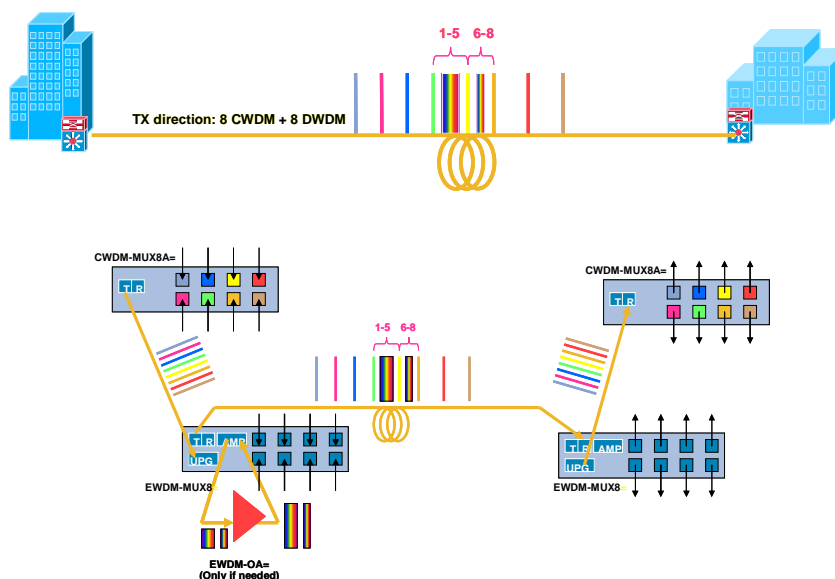 1-5 6-8
TX direction: 8 CWDM + 8 DWDM
CWDM-MUX8A=
T R
CWDM-MUX8A=
T R
1-5 6-8
T R AMP
UPG
EWDM-MUX8=
T R AMP
UPG
EWDM-MUX8=
EWDM-OA=
(Only if needed)